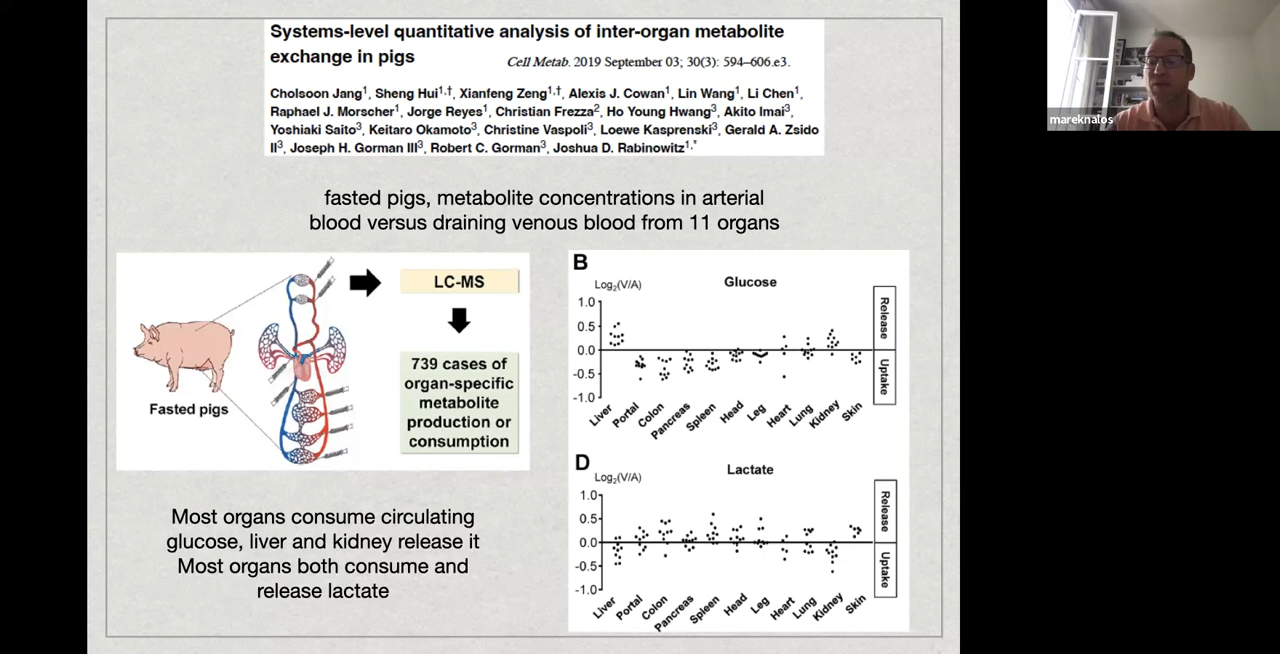 Systems-level quantitative analysis of inter-organ metabolite
exchange in pigs
Cell Metab. 2019 September 03; 30(3): 594–606.e3.
Cholsoon Jang1, Sheng Hui1,†, Xianfeng Zeng1,†, Alexis J. Cowan1, Lin Wang1, Li Chen1,
Raphael J. Morscher1, Jorge Reyes1, Christian Frezza2, Ho Young Hwang3, Akito Imai3,
Yoshiaki Saito3, Keitaro Okamoto3, Christine Vaspoli3, Loewe Kasprenski3, Gerald A. Zsido
II3, Joseph H. Gorman III3, Robert C. Gorman3, Joshua D. Rabinowitz1,*
mareknalos
fasted pigs, metabolite concentrations in arterial
blood versus draining venous blood from 11 organs
Fasted pigs
LC-MS
739 cases of
organ-specific
metabolite
production or
consumption
B
Glucose
Log2(V/A)
1.0
0.5
0.0
-0.5
-1.0
Release
Uptake
Liver
Portal
Colon
Pancreas
Spleen
Head
Leg
Heart
Lung
Kidney
Skin
D
Lactate
Log2(V/A)
1.0
0.5
0.0
-0.5
-1.0
Release
Uptake
Liver
Portal
Colon
Pancreas
Spleen
Head
Leg
Heart
Lung
Kidney
Skin
Most organs consume circulating
glucose, liver and kidney release it
Most organs both consume and
release lactate